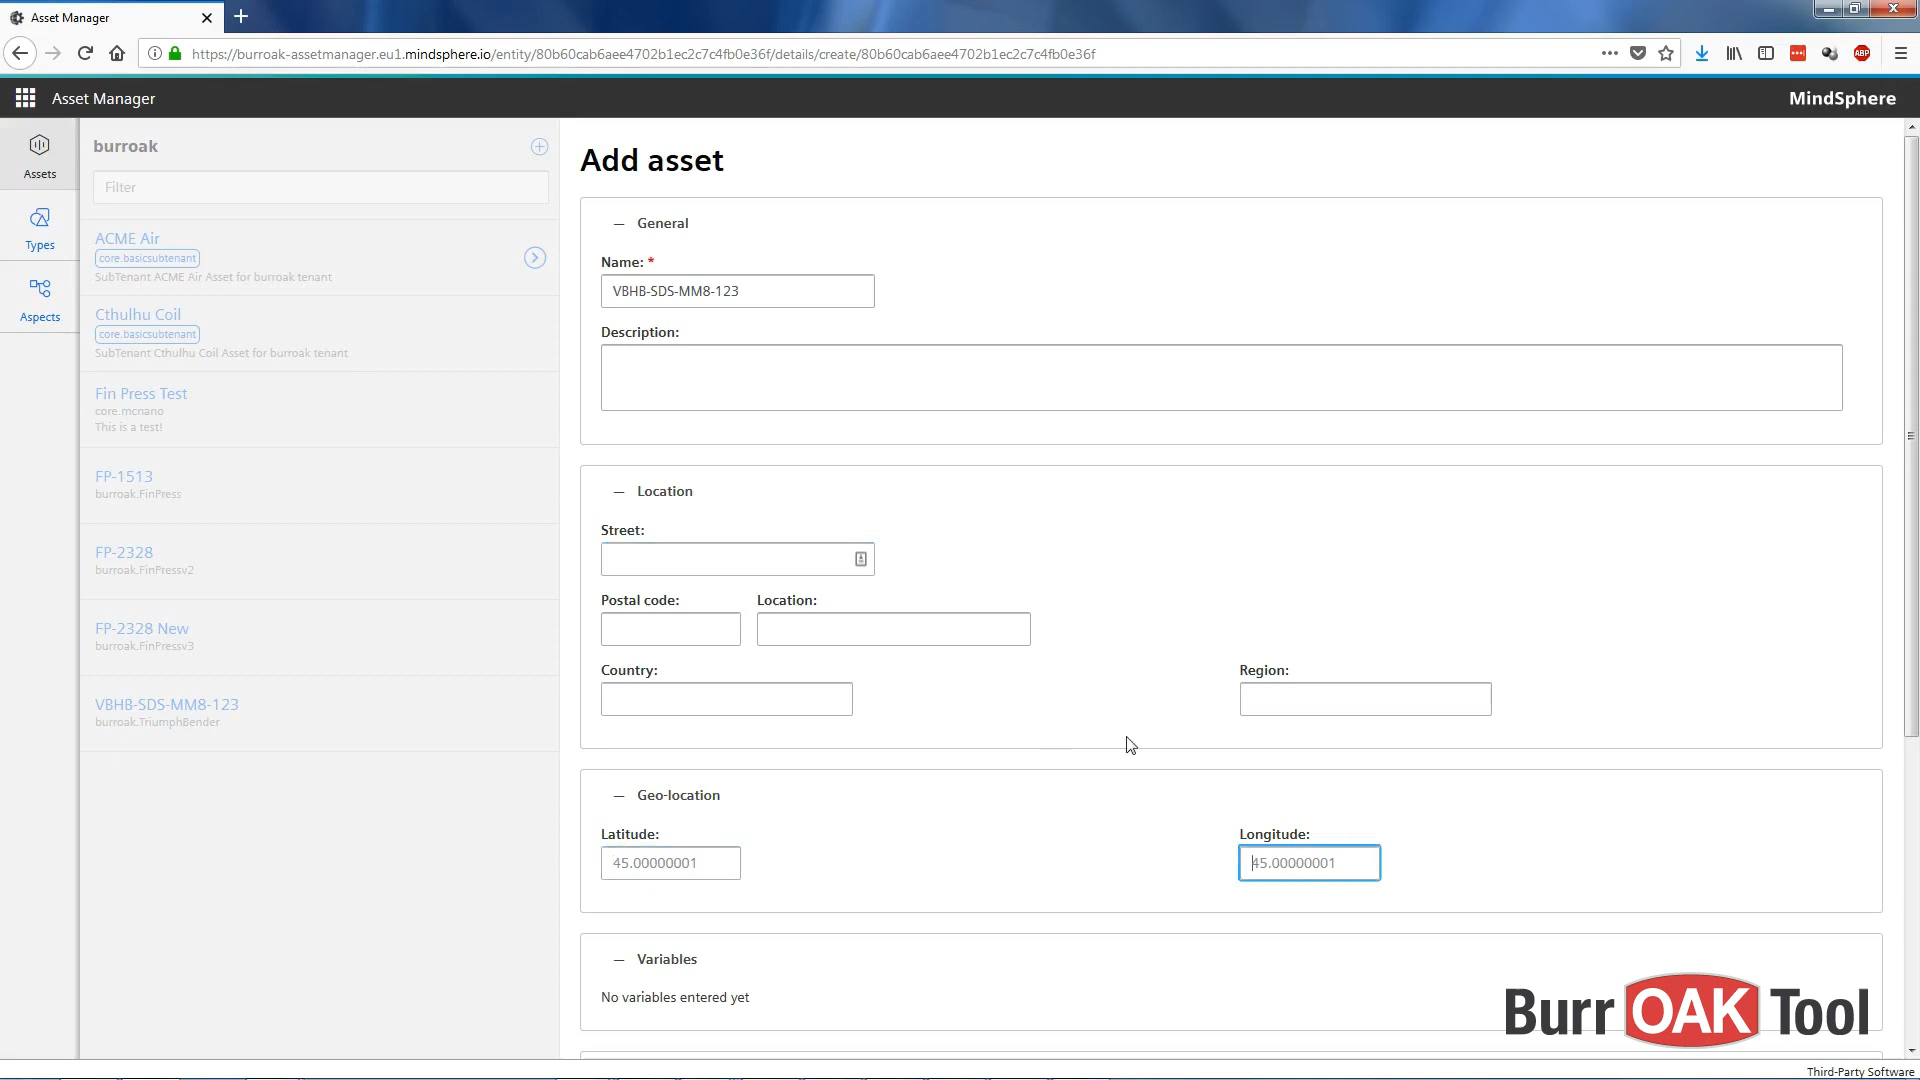 Asset Manager
https://burroak-assetmanager.eu1.mindsphere.io/entity/80b60cab6aee4702b1ec2c7c4fb0e36f/details/create/80b60cab6aee4702b1ec2c7c4fb0e36f
ABP
Asset Manager
MindSphere
Assets
Types
Aspects
burroak
Filter
ACME Air
core.basicsubtenant
SubTenant ACME Air Asset for burroak tenant
Cthulhu Coil
core.basicsubtenant
SubTenant Cthulhu Coil Asset for burroak tenant
Fin Press Test
core.mcnano
This is a test!
FP-1513
burroak.FinPress
FP-2328
burroak.FinPressv2
FP-2328 New
burroak.FinPressv3
VBHB-SDS-MM8-123
burroak.TriumphBender
Add asset
General
Name: *
VBHB-SDS-MM8-123
Description:
Location
Street:
Postal code:
Location:
Country:
Region:
Geo-location
Latitude:
Longitude:
45.00000001
45.00000001
Variables
No variables entered yet
Burr OAK Tool
Third-Party Software